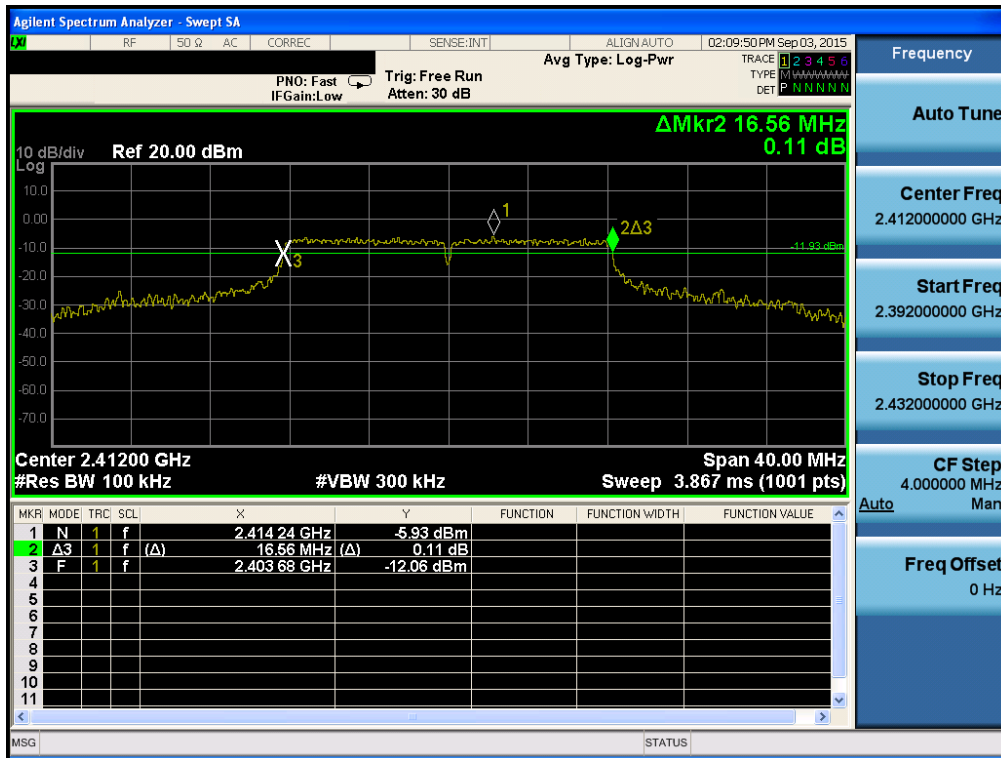 Agilent Spectrum Analyzer - Swept SA
LXI RF 50 Ω AC CORREC SENSE:INT ALIGN AUTO 02:09:50 PM Sep 03, 2015
Avg Type: Log-Pwr
TRACE 1 2 3 4 5 6
TYPE M
DET P N N N N N
PNO: Fast
IFGain:Low
Trig: Free Run
Atten: 30 dB
ΔMkr2 16.56 MHz
0.11 dB
10 dB/div Ref 20.00 dBm
Log
10.0
0.00
-10.0
-20.0
-30.0
-40.0
-50.0
-60.0
-70.0
1
2Δ3
3
-11.93 dBm
Center 2.41200 GHz Span 40.00 MHz
#Res BW 100 kHz #VBW 300 kHz Sweep 3.867 ms (1001 pts)
MKR MODE TRC SCL X Y FUNCTION FUNCTION WIDTH FUNCTION VALUE
1 N 1 f 2.414 24 GHz -5.93 dBm
2 Δ3 1 f (Δ) 16.56 MHz (Δ) 0.11 dB
3 F 1 f 2.403 68 GHz -12.06 dBm
4
5
6
7
8
9
10
11
MSG STATUS
Frequency
Auto Tune
Center Freq
2.412000000 GHz
Start Freq
2.392000000 GHz
Stop Freq
2.432000000 GHz
CF Step
4.000000 MHz
Auto Man
Freq Offset
0 Hz